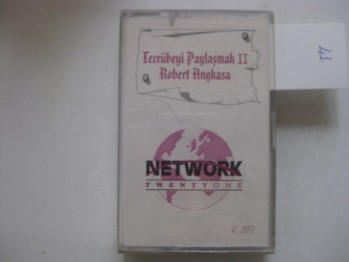 Tecrübeyi Paylaşmak II
Robert Angkasa
NETWORK
TWENTYONE